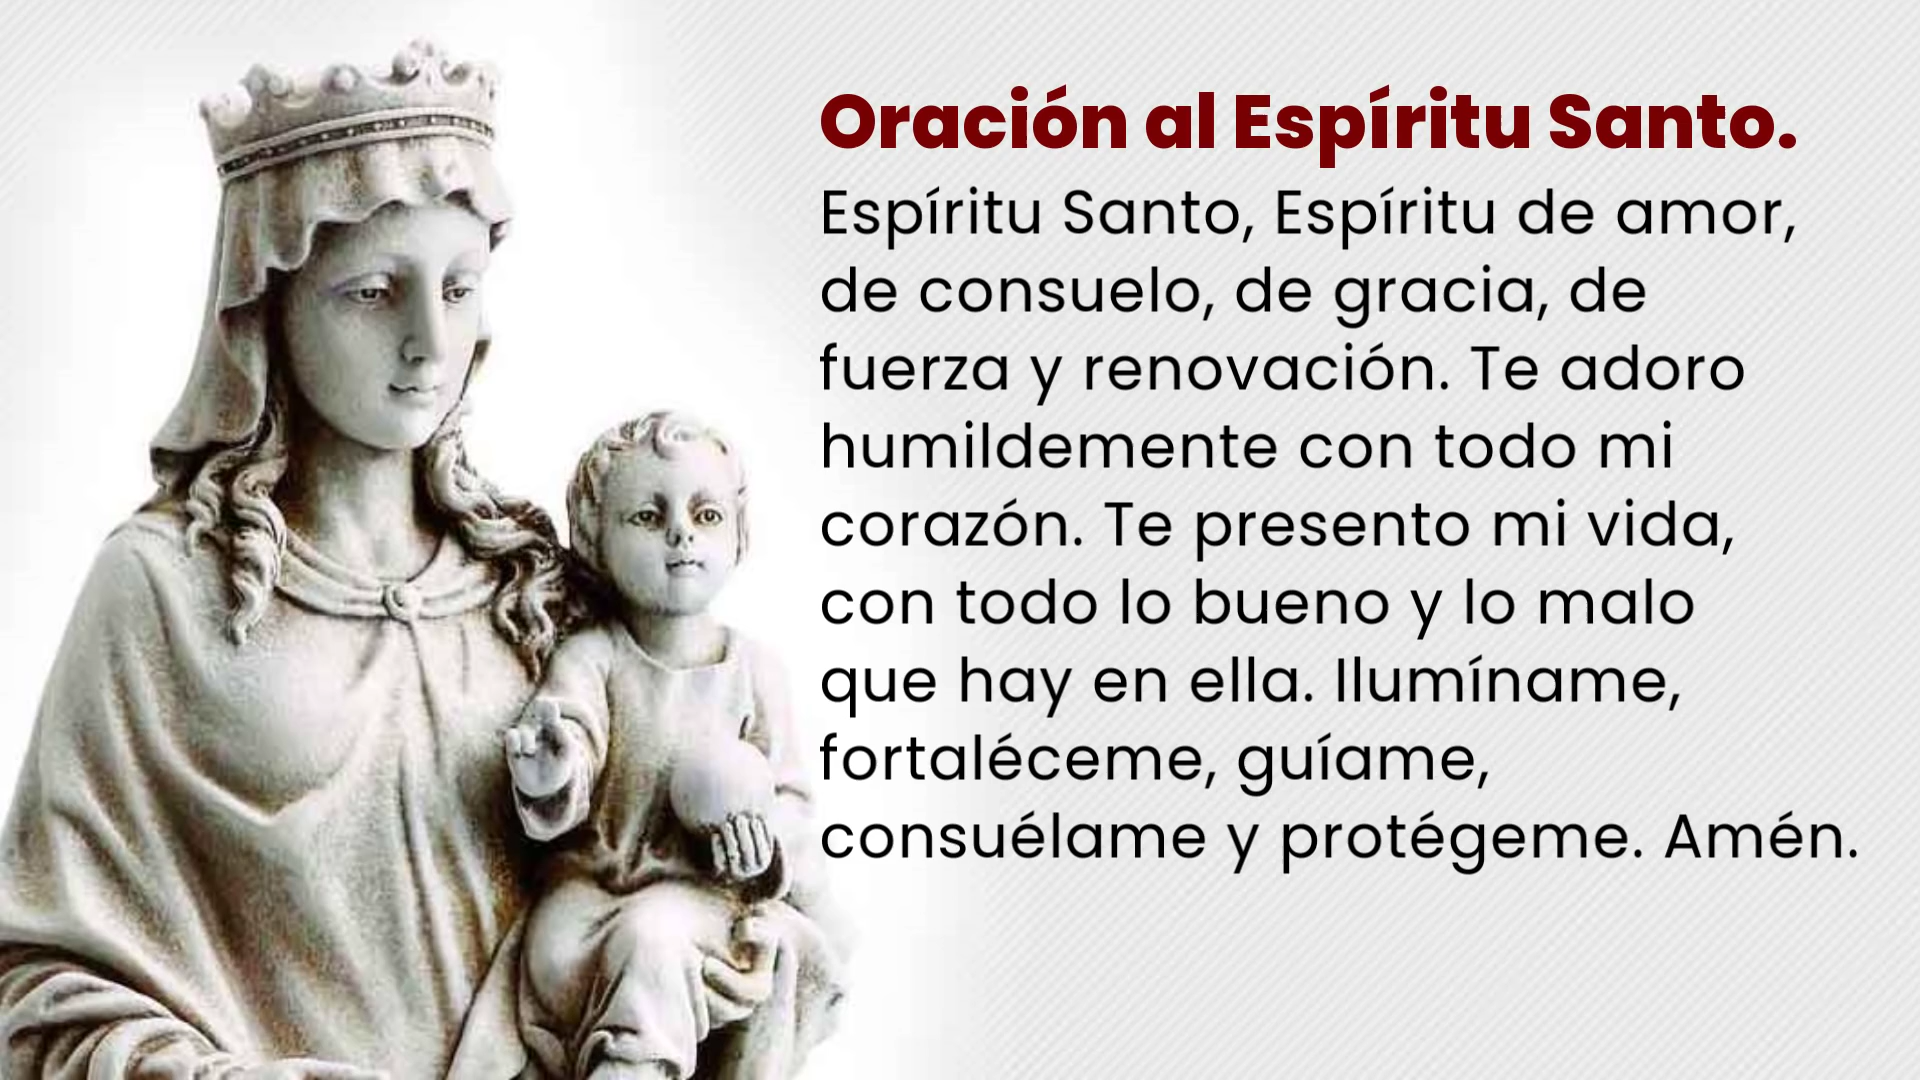 Oración al Espíritu Santo.
Espíritu Santo, Espíritu de amor,
de consuelo, de gracia, de
fuerza y renovación. Te adoro
humildemente con todo mi
corazón. Te presento mi vida,
con todo lo bueno y lo malo
que hay en ella. Ilumíname,
fortaléceme, guíame,
consuélame y protégeme. Amén.